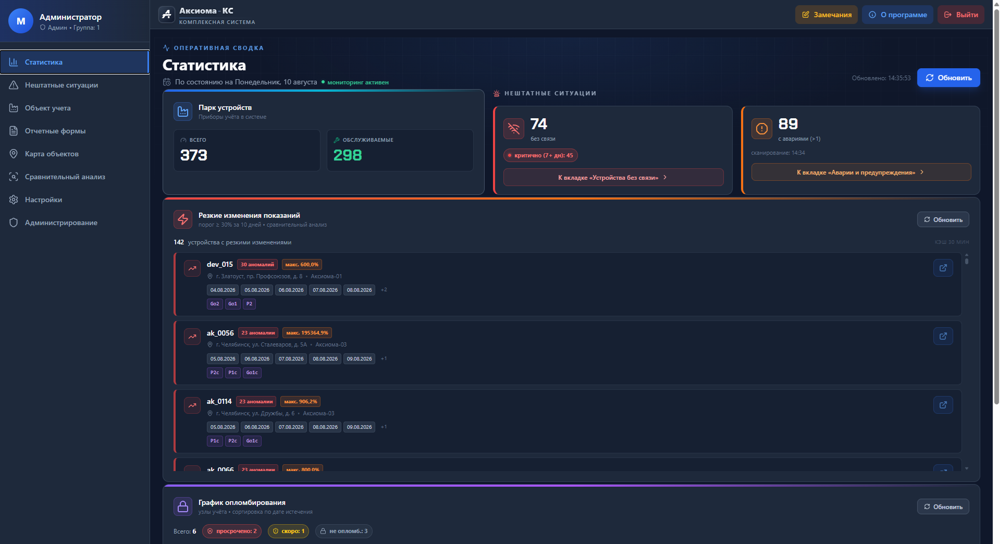 М
Администратор
Админ • Группа: 1
Статистика
Нештатные ситуации
Объект учета
Отчетные формы
Карта объектов
Сравнительный анализ
Настройки
Администрирование
Аксиома-КС
КОМПЛЕКСНАЯ СИСТЕМА
Замечания
О программе
Выйти
ОПЕРАТИВНАЯ СВОДКА
Статистика
По состоянию на Понедельник, 10 августа • мониторинг активен
Обновлено: 14:35:53
Обновить
Парк устройств
Приборы учёта в системе
ВСЕГО
373
ОБСЛУЖИВАЕМЫЕ
298
НЕШТАТНЫЕ СИТУАЦИИ
74
без связи
критично (7+ дн): 45
К вкладке «Устройства без связи»
89
с авариями (>1)
сканирование: 14:34
К вкладке «Аварии и предупреждения»
Резкие изменения показаний
порог ≥ 30% за 10 дней • сравнительный анализ
Обновить
142 устройства с резкими изменениями
КЭШ 30 МИН
dev_015 30 аномалий макс. 600,0%
г. Златоуст, пр. Профсоюзов, д. 8 • Аксиома-01
04.08.2026 05.08.2026 06.08.2026 07.08.2026 08.08.2026 +2
Go2 Go1 P2
ak_0056 23 аномалии макс. 195364,9%
г. Челябинск, ул. Сталеваров, д. 5А • Аксиома-03
05.08.2026 06.08.2026 07.08.2026 08.08.2026 09.08.2026 +1
P2c P1c Go1c
ak_0114 23 аномалии макс. 906,2%
г. Челябинск, ул. Дружбы, д. 6 • Аксиома-03
05.08.2026 06.08.2026 07.08.2026 08.08.2026 09.08.2026 +1
P1c P2c Go1c
ak_0066 23 аномалии макс. 800,0%
График опломбирования
узлы учёта • сортировка по дате истечения
Обновить
Всего: 6 просрочено: 2 скоро: 1 не опломб.: 3